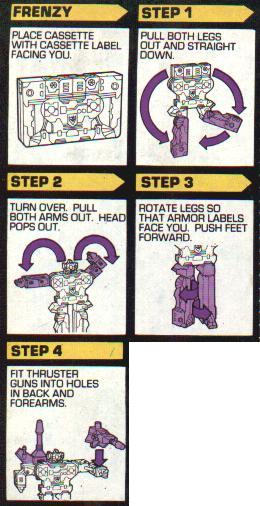 FRENZY
PLACE CASSETTE
WITH CASSETTE LABEL
FACING YOU.
STEP 1
PULL BOTH LEGS
OUT AND STRAIGHT
DOWN.
STEP 2
TURN OVER. PULL
BOTH ARMS OUT. HEAD
POPS OUT.
STEP 3
ROTATE LEGS SO
THAT ARMOR LABELS
FACE YOU. PUSH FEET
FORWARD.
STEP 4
FIT THRUSTER
GUNS INTO HOLES
IN BACK AND
FOREARMS.